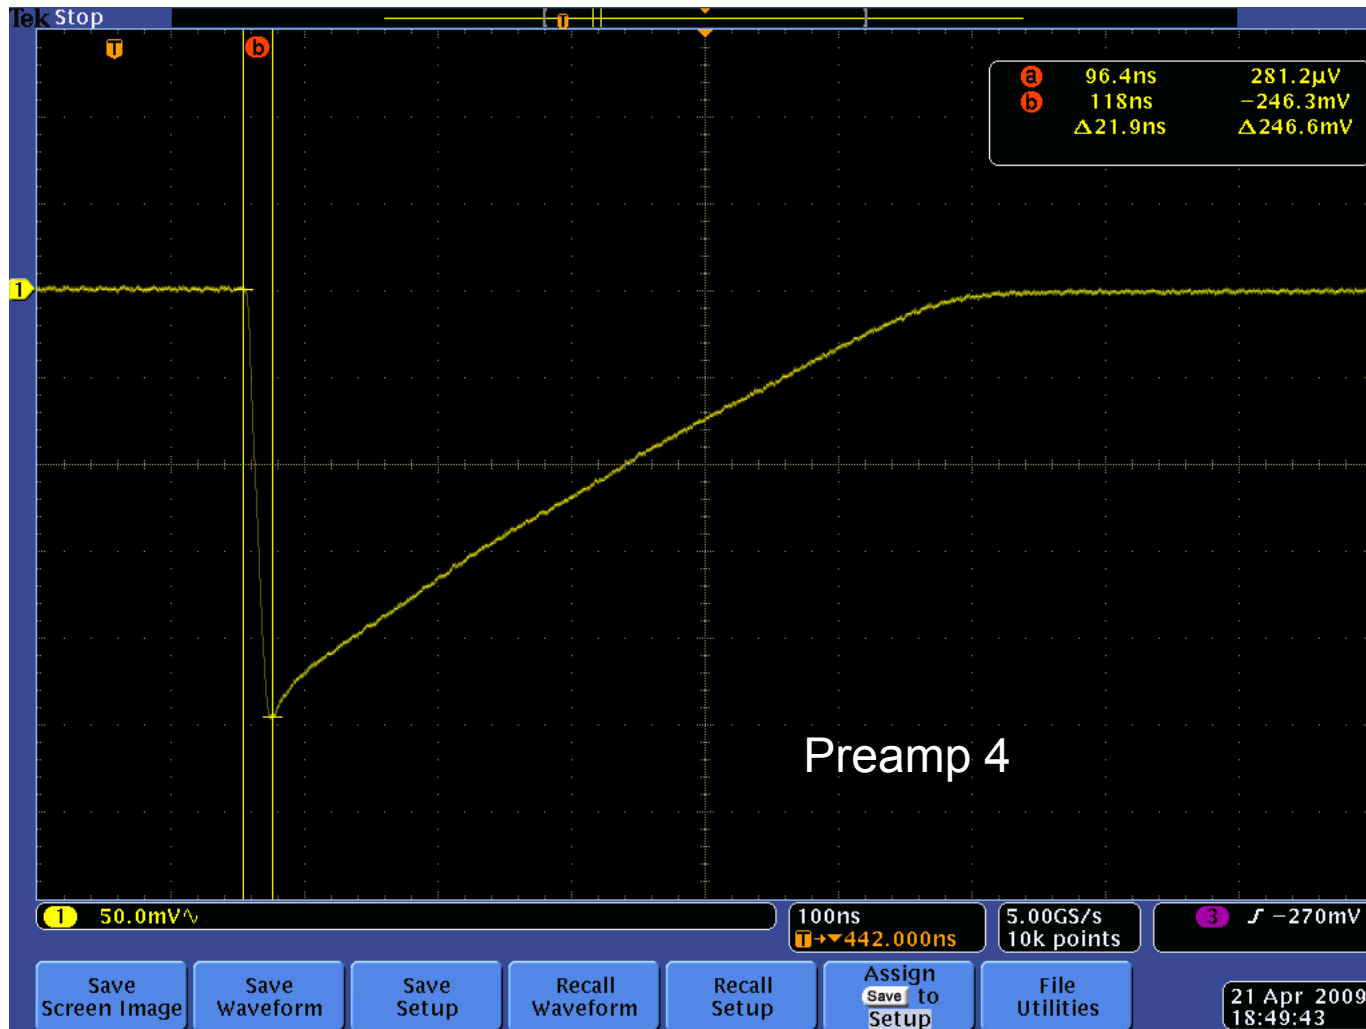 Tek Stop
T
b
a 96.4ns 281.2µV
b 118ns −246.3mV
Δ21.9ns Δ246.6mV
1
Preamp 4
1 50.0mV∿
100ns
T→▼442.000ns
5.00GS/s
10k points
3 ∫ −270mV
Save
Screen Image
Save
Waveform
Save
Setup
Recall
Waveform
Recall
Setup
Assign
Save to
Setup
File
Utilities
21 Apr 2009
18:49:43